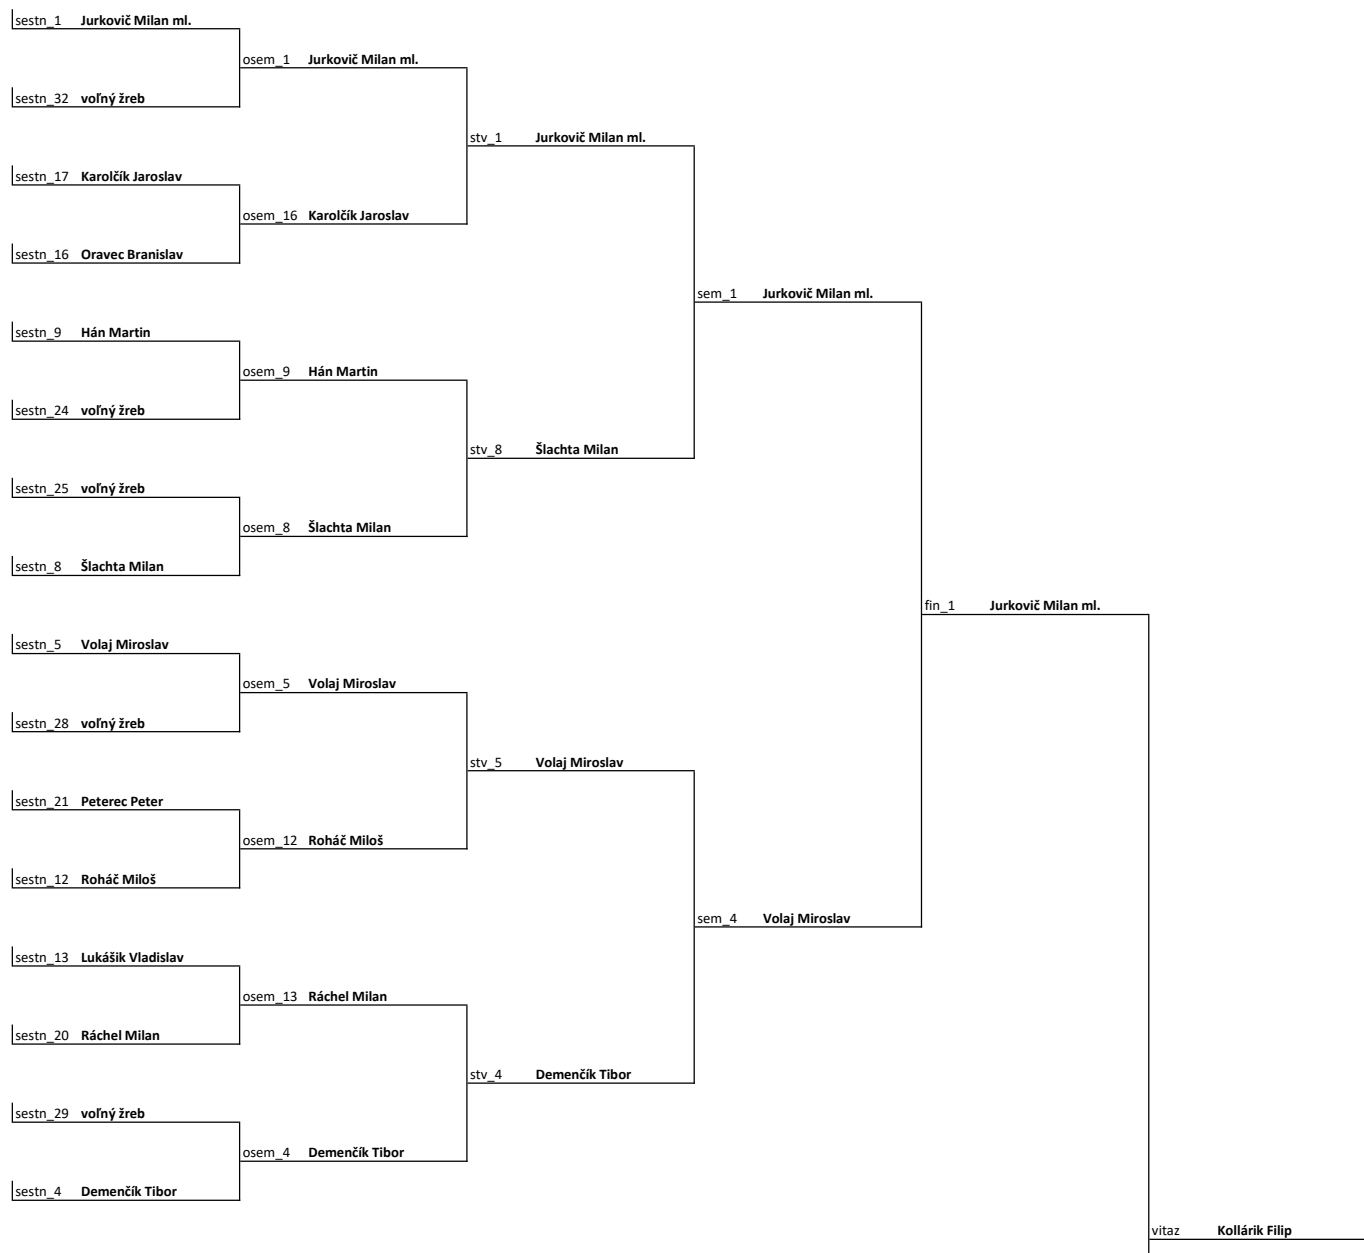 sestn_1 Jurkovič Milan ml.
osem_1 Jurkovič Milan ml.
sestn_32 voľný žreb
stv_1 Jurkovič Milan ml.
sestn_17 Karolčík Jaroslav
osem_16 Karolčík Jaroslav
sestn_16 Oravec Branislav
sem_1 Jurkovič Milan ml.
sestn_9 Hán Martin
osem_9 Hán Martin
sestn_24 voľný žreb
stv_8 Šlachta Milan
sestn_25 voľný žreb
osem_8 Šlachta Milan
sestn_8 Šlachta Milan
fin_1 Jurkovič Milan ml.
sestn_5 Volaj Miroslav
osem_5 Volaj Miroslav
sestn_28 voľný žreb
stv_5 Volaj Miroslav
sestn_21 Peterec Peter
osem_12 Roháč Miloš
sestn_12 Roháč Miloš
sem_4 Volaj Miroslav
sestn_13 Lukášik Vladislav
osem_13 Ráchel Milan
sestn_20 Ráchel Milan
stv_4 Demenčík Tibor
sestn_29 voľný žreb
osem_4 Demenčík Tibor
sestn_4 Demenčík Tibor
vitaz Kollárik Filip